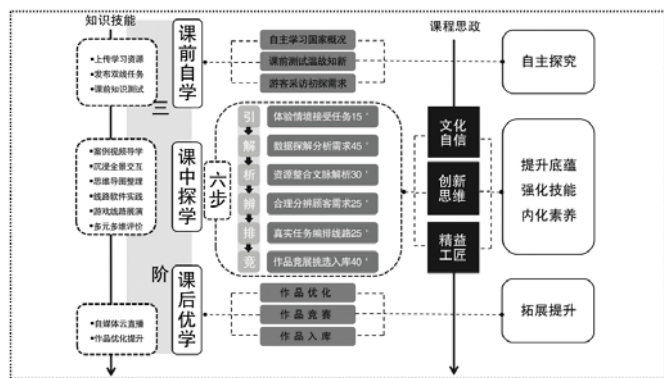 知识技能
课程思政
•上传学习资源
•发布双线任务
•课前知识测试
课前自学
自主学习国家概况
课前测试温故知新
游客采访初探需求
自主探究
三
•案例视频导学
•沉浸全景交互
•思维导图整理
•线路软件实践
•游戏线路展演
•多元多维评价
课中探学
六步
引
体验情境接受任务15＇
解
数据探解分析需求45＇
析
资源整合文脉解析30＇
辨
合理分辨顾客需求25＇
排
真实任务编排线路25＇
竞
作品竞展挑选入库40＇
文化
自信
创新
思维
精益
工匠
提升底蕴
强化技能
内化素养
阶
•自媒体云直播
•作品优化提升
课后优学
作品优化
作品竞赛
作品入库
拓展提升